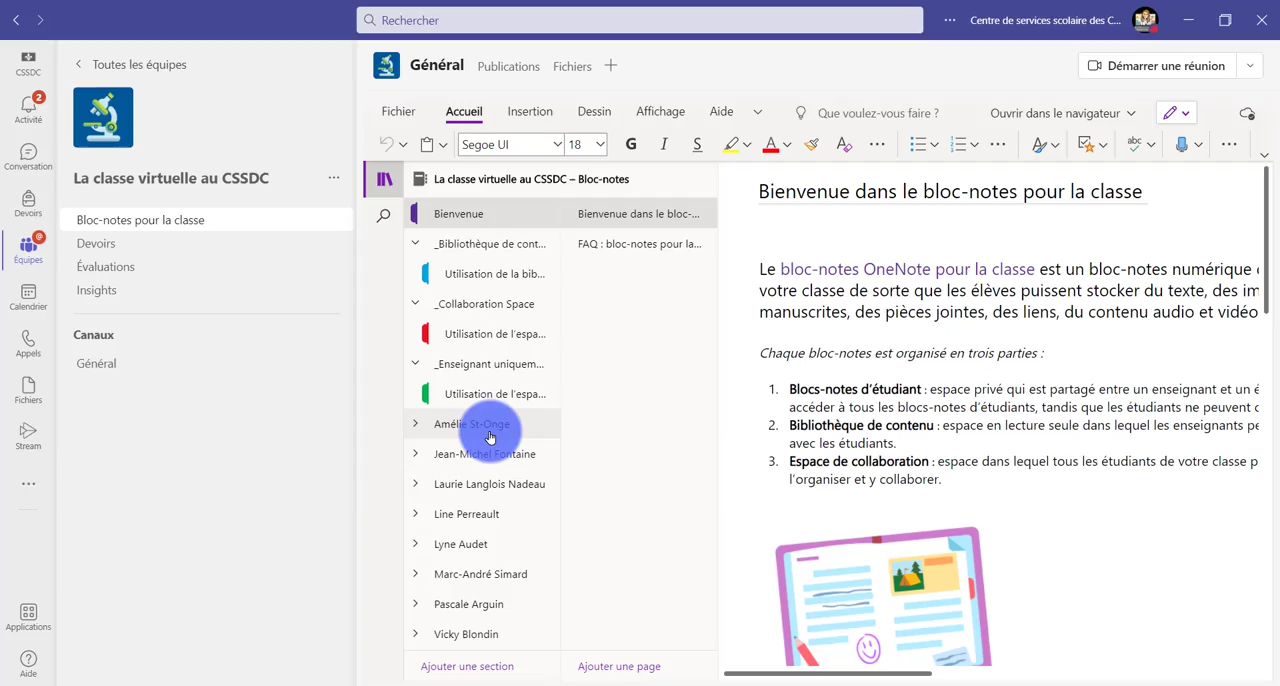 Rechercher
Centre de services scolaire des C...
CSSDC
2
Activité
Conversation
Devoirs
@
Équipes
Calendrier
Appels
Fichiers
Stream
Applications
Aide
Toutes les équipes
La classe virtuelle au CSSDC
Bloc-notes pour la classe
Devoirs
Évaluations
Insights
Canaux
Général
Général Publications Fichiers
Démarrer une réunion
Fichier Accueil Insertion Dessin Affichage Aide Que voulez-vous faire ? Ouvrir dans le navigateur
Segoe UI 18 G I S A A abc
La classe virtuelle au CSSDC – Bloc-notes
Bienvenue
_Bibliothèque de cont...
Utilisation de la bib...
_Collaboration Space
Utilisation de l'espa...
_Enseignant uniquem...
Utilisation de l'espa...
Amélie St-Onge
Jean-Michel Fontaine
Laurie Langlois Nadeau
Line Perreault
Lyne Audet
Marc-André Simard
Pascale Arguin
Vicky Blondin
Ajouter une section
Bienvenue dans le bloc-...
FAQ : bloc-notes pour la...
Ajouter une page
Bienvenue dans le bloc-notes pour la classe
Le bloc-notes OneNote pour la classe est un bloc-notes numérique
votre classe de sorte que les élèves puissent stocker du texte, des im
manuscrites, des pièces jointes, des liens, du contenu audio et vidéo
Chaque bloc-notes est organisé en trois parties :
1. Blocs-notes d'étudiant : espace privé qui est partagé entre un enseignant et un é
accéder à tous les blocs-notes d'étudiants, tandis que les étudiants ne peuvent
2. Bibliothèque de contenu : espace en lecture seule dans lequel les enseignants pe
avec les étudiants.
3. Espace de collaboration : espace dans lequel tous les étudiants de votre classe p
l'organiser et y collaborer.